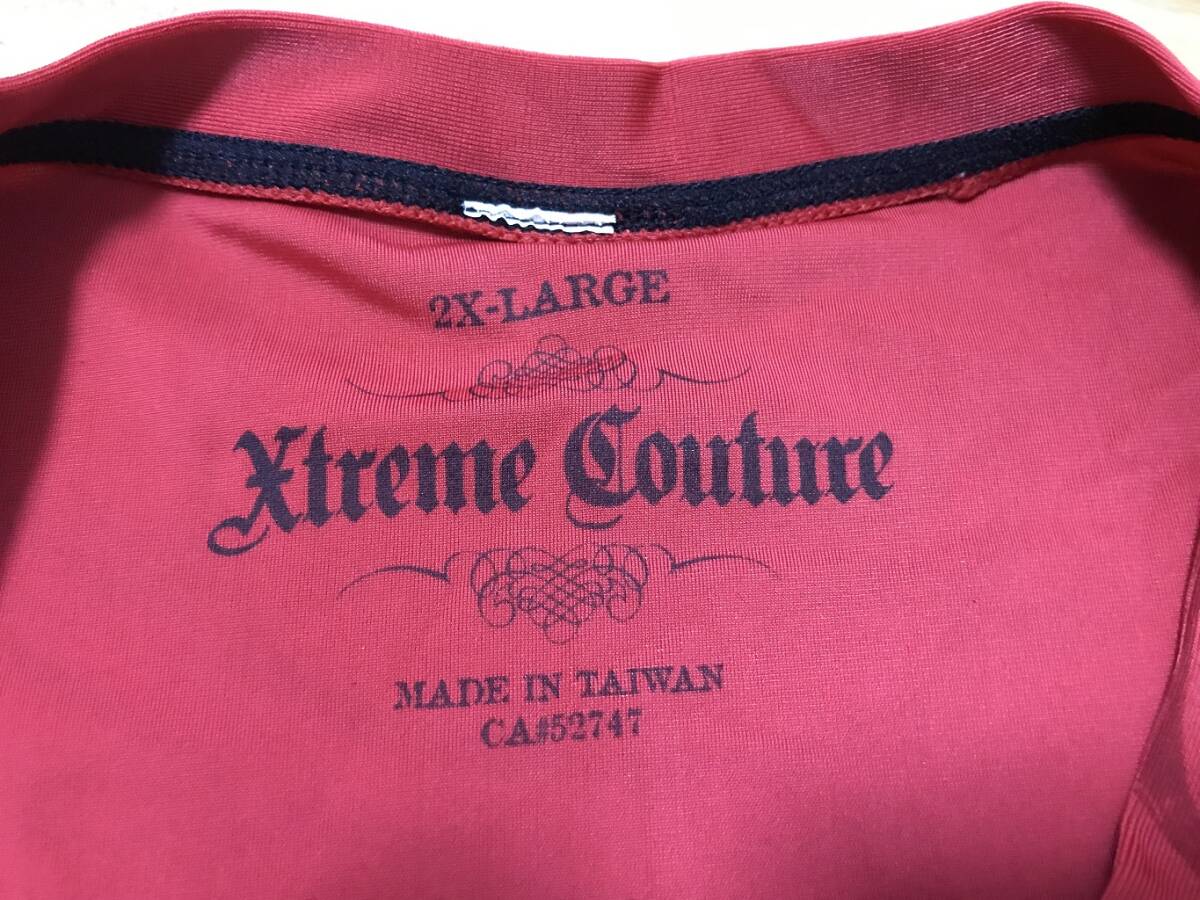 2X-LARGE
Xtreme Couture
MADE IN TAIWAN
CA#52747